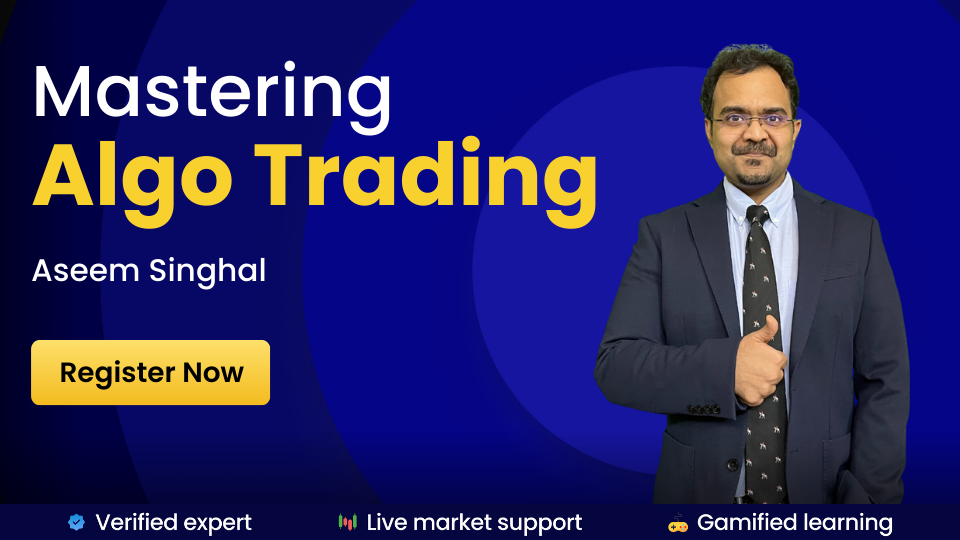 Mastering
Algo Trading
Aseem Singhal
Register Now
Verified expert
Live market support
Gamified learning